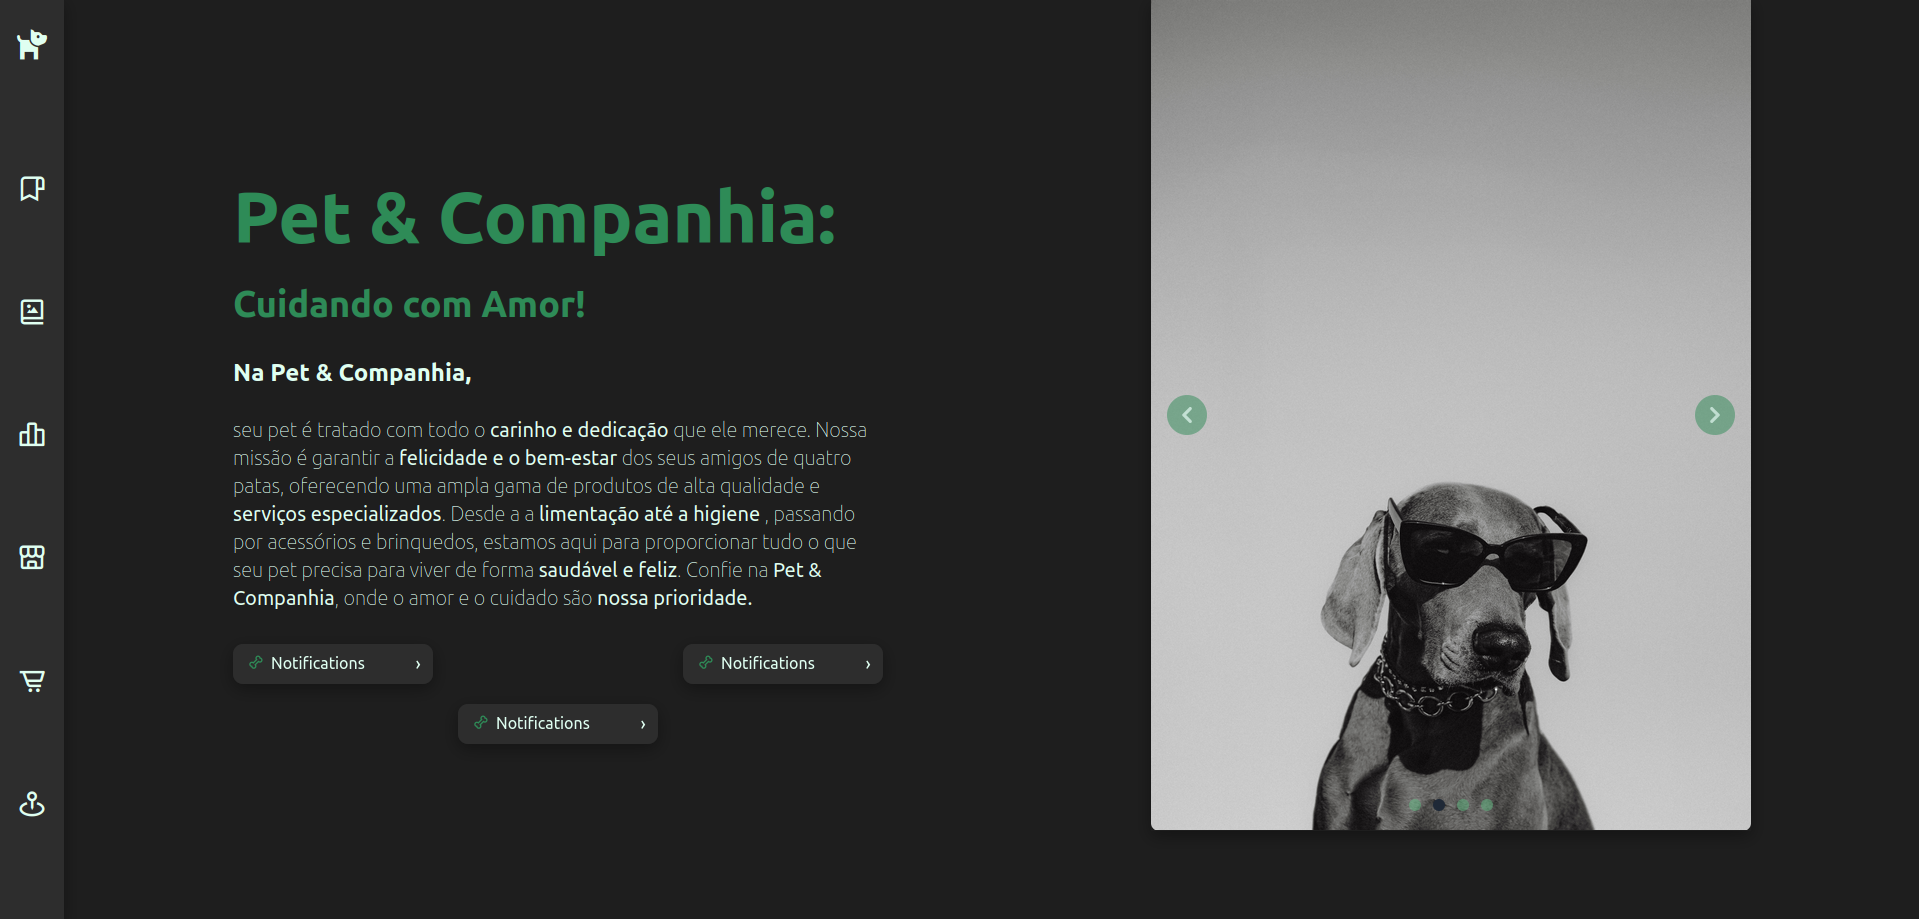 Pet & Companhia:
Cuidando com Amor!
Na Pet & Companhia,
seu pet é tratado com todo o carinho e dedicação que ele merece. Nossa
missão é garantir a felicidade e o bem-estar dos seus amigos de quatro
patas, oferecendo uma ampla gama de produtos de alta qualidade e
serviços especializados. Desde a a limentação até a higiene , passando
por acessórios e brinquedos, estamos aqui para proporcionar tudo o que
seu pet precisa para viver de forma saudável e feliz. Confie na Pet &
Companhia, onde o amor e o cuidado são nossa prioridade.
Notifications ›
Notifications ›
Notifications ›